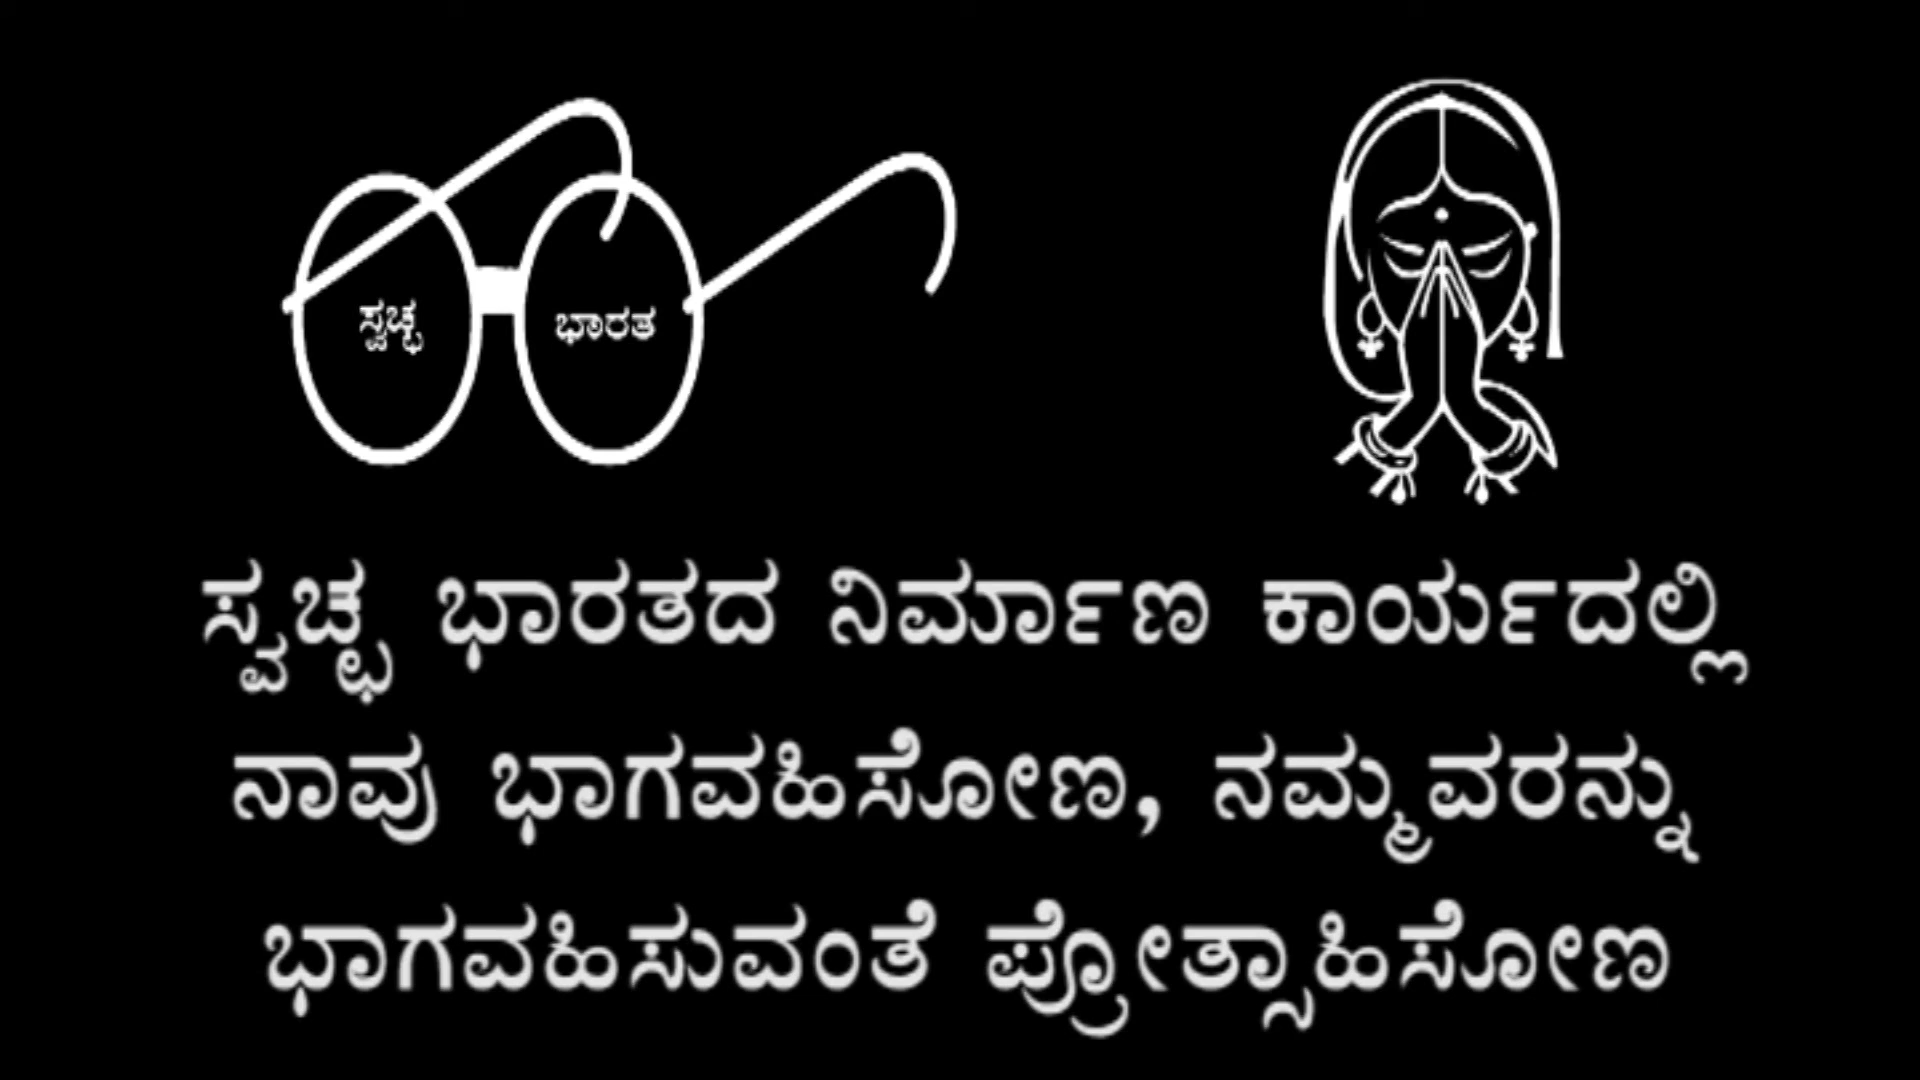 ಸ್ವಚ್ಛ ಭಾರತ
ಸ್ವಚ್ಛ ಭಾರತದ ನಿರ್ಮಾಣ ಕಾರ್ಯದಲ್ಲಿ
ನಾವು ಭಾಗವಹಿಸೋಣ, ನಮ್ಮವರನ್ನು
ಭಾಗವಹಿಸುವಂತೆ ಪ್ರೋತ್ಸಾಹಿಸೋಣ